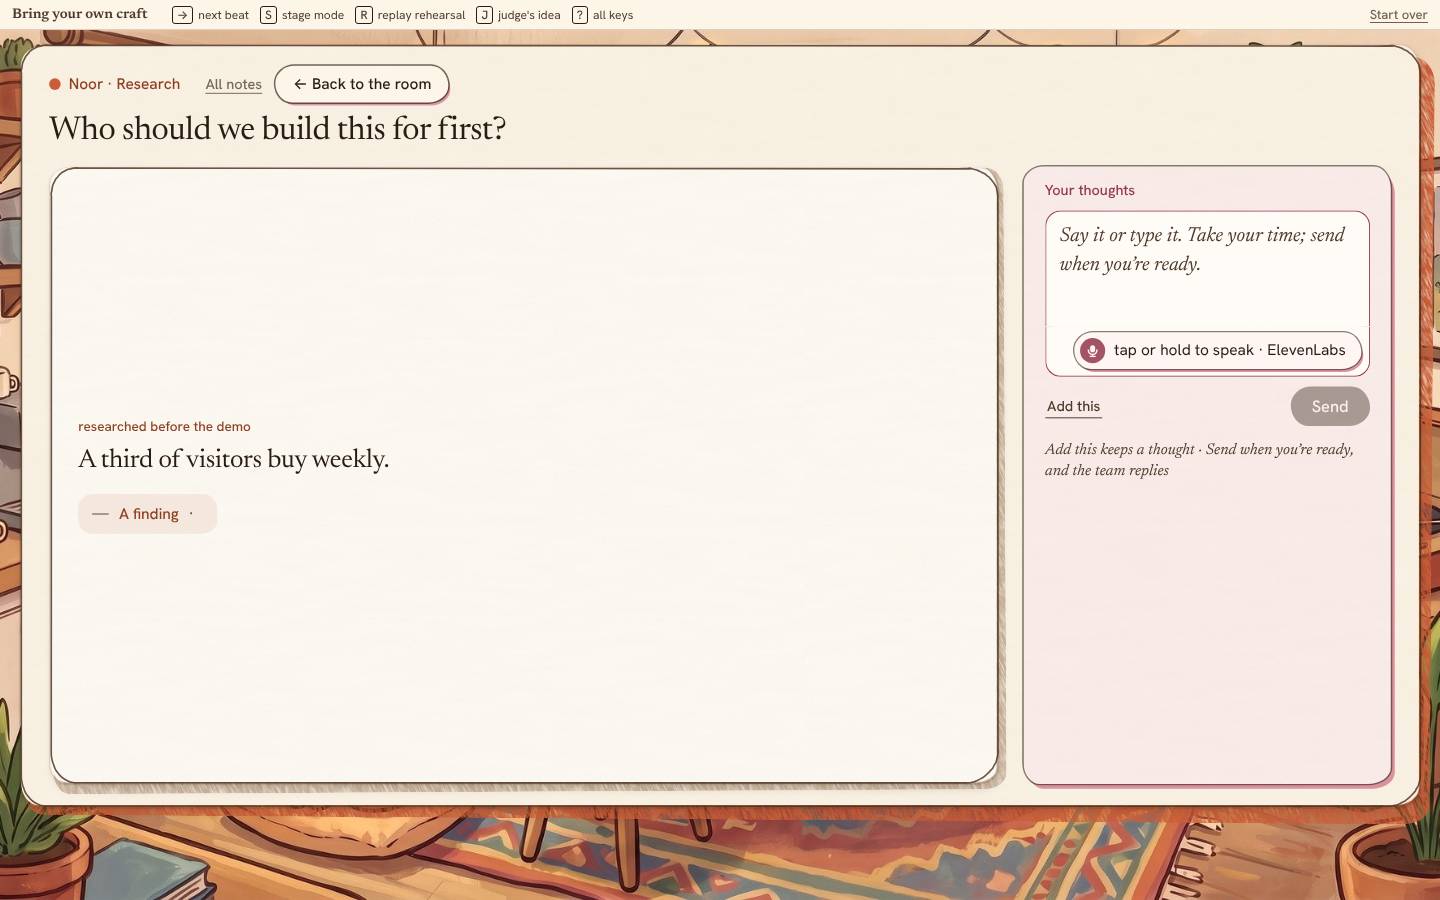 Bring your own craft → next beat S stage mode R replay rehearsal J judge's idea ? all keys Start over
Noor · Research All notes ← Back to the room
Who should we build this for first?
researched before the demo
A third of visitors buy weekly.
— A finding ·
Your thoughts
Say it or type it. Take your time; send
when you’re ready.
tap or hold to speak · ElevenLabs
Add this Send
Add this keeps a thought · Send when you’re ready,
and the team replies